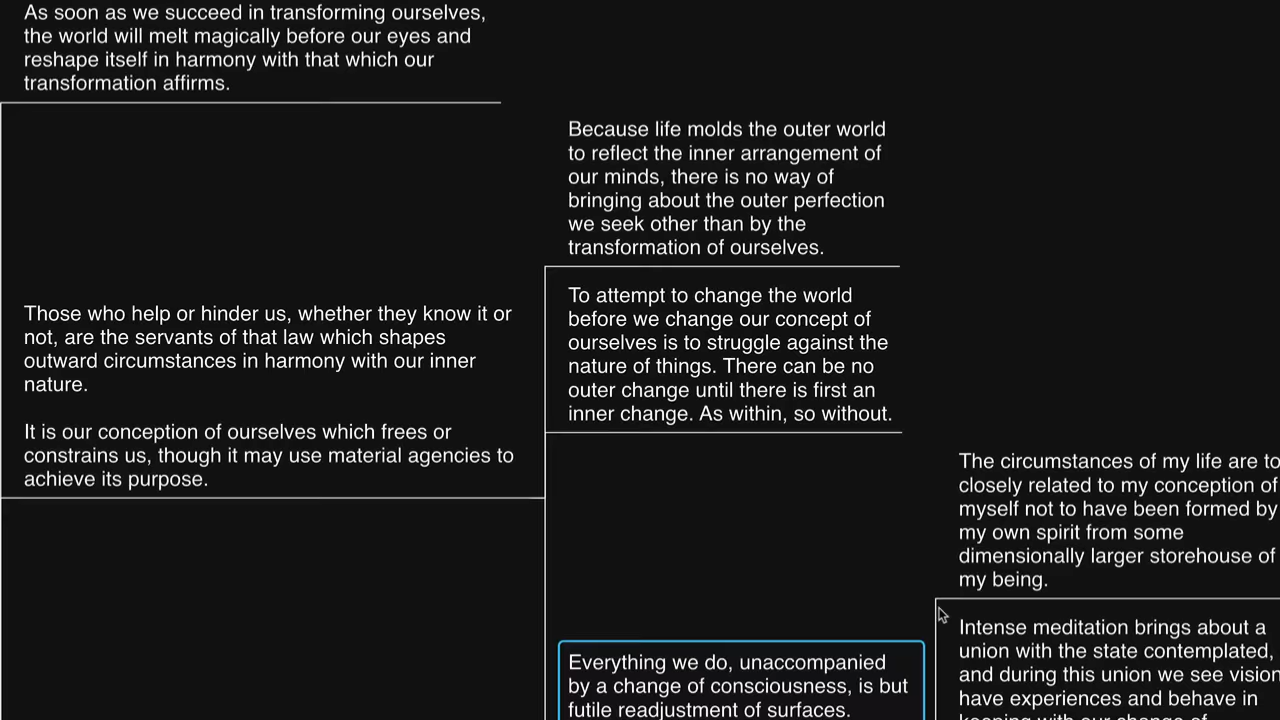 As soon as we succeed in transforming ourselves,
the world will melt magically before our eyes and
reshape itself in harmony with that which our
transformation affirms.
Because life molds the outer world
to reflect the inner arrangement of
our minds, there is no way of
bringing about the outer perfection
we seek other than by the
transformation of ourselves.
Those who help or hinder us, whether they know it or
not, are the servants of that law which shapes
outward circumstances in harmony with our inner
nature.
It is our conception of ourselves which frees or
constrains us, though it may use material agencies to
achieve its purpose.
To attempt to change the world
before we change our concept of
ourselves is to struggle against the
nature of things. There can be no
outer change until there is first an
inner change. As within, so without.
Everything we do, unaccompanied
by a change of consciousness, is but
futile readjustment of surfaces.
The circumstances of my life are to
closely related to my conception of
myself not to have been formed by
my own spirit from some
dimensionally larger storehouse of
my being.
Intense meditation brings about a
union with the state contemplated,
and during this union we see vision
have experiences and behave in
keeping with our change of